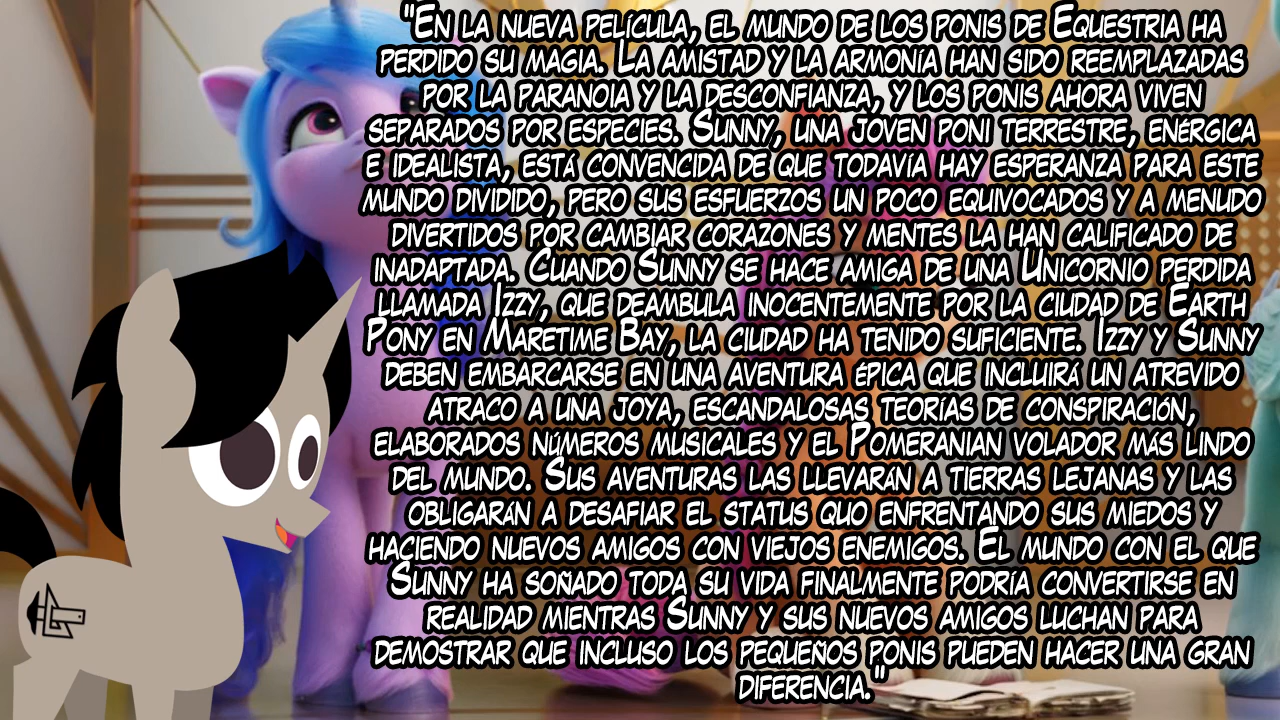 "En la nueva película, el mundo de los ponis de Equestria ha
perdido su magia. La amistad y la armonía han sido reemplazadas
por la paranoia y la desconfianza, y los ponis ahora viven
separados por especies. Sunny, una joven poni terrestre, enérgica
e idealista, está convencida de que todavía hay esperanza para este
mundo dividido, pero sus esfuerzos un poco equivocados y a menudo
divertidos por cambiar corazones y mentes la han calificado de
inadaptada. Cuando Sunny se hace amiga de una Unicornio perdida
llamada Izzy, que deambula inocentemente por la ciudad de Earth
Pony en Maretime Bay, la ciudad ha tenido suficiente. Izzy y Sunny
deben embarcarse en una aventura épica que incluirá un atrevido
atraco a una joya, escandalosas teorías de conspiración,
elaborados números musicales y el Pomeranian volador más lindo
del mundo. Sus aventuras las llevarán a tierras lejanas y las
obligarán a desafiar el status quo enfrentando sus miedos y
haciendo nuevos amigos con viejos enemigos. El mundo con el que
Sunny ha soñado toda su vida finalmente podría convertirse en
realidad mientras Sunny y sus nuevos amigos luchan para
demostrar que incluso los pequeños ponis pueden hacer una gran
diferencia."